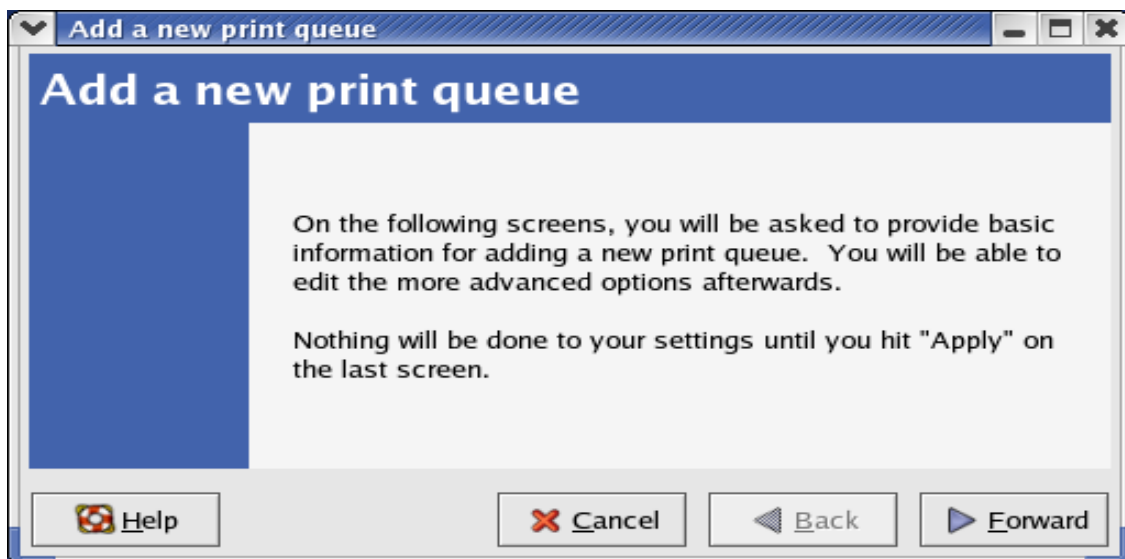 Add a new print queue
Add a new print queue
On the following screens, you will be asked to provide basic
information for adding a new print queue.  You will be able to
edit the more advanced options afterwards.
Nothing will be done to your settings until you hit "Apply" on
the last screen.
Help
Cancel
Back
Forward